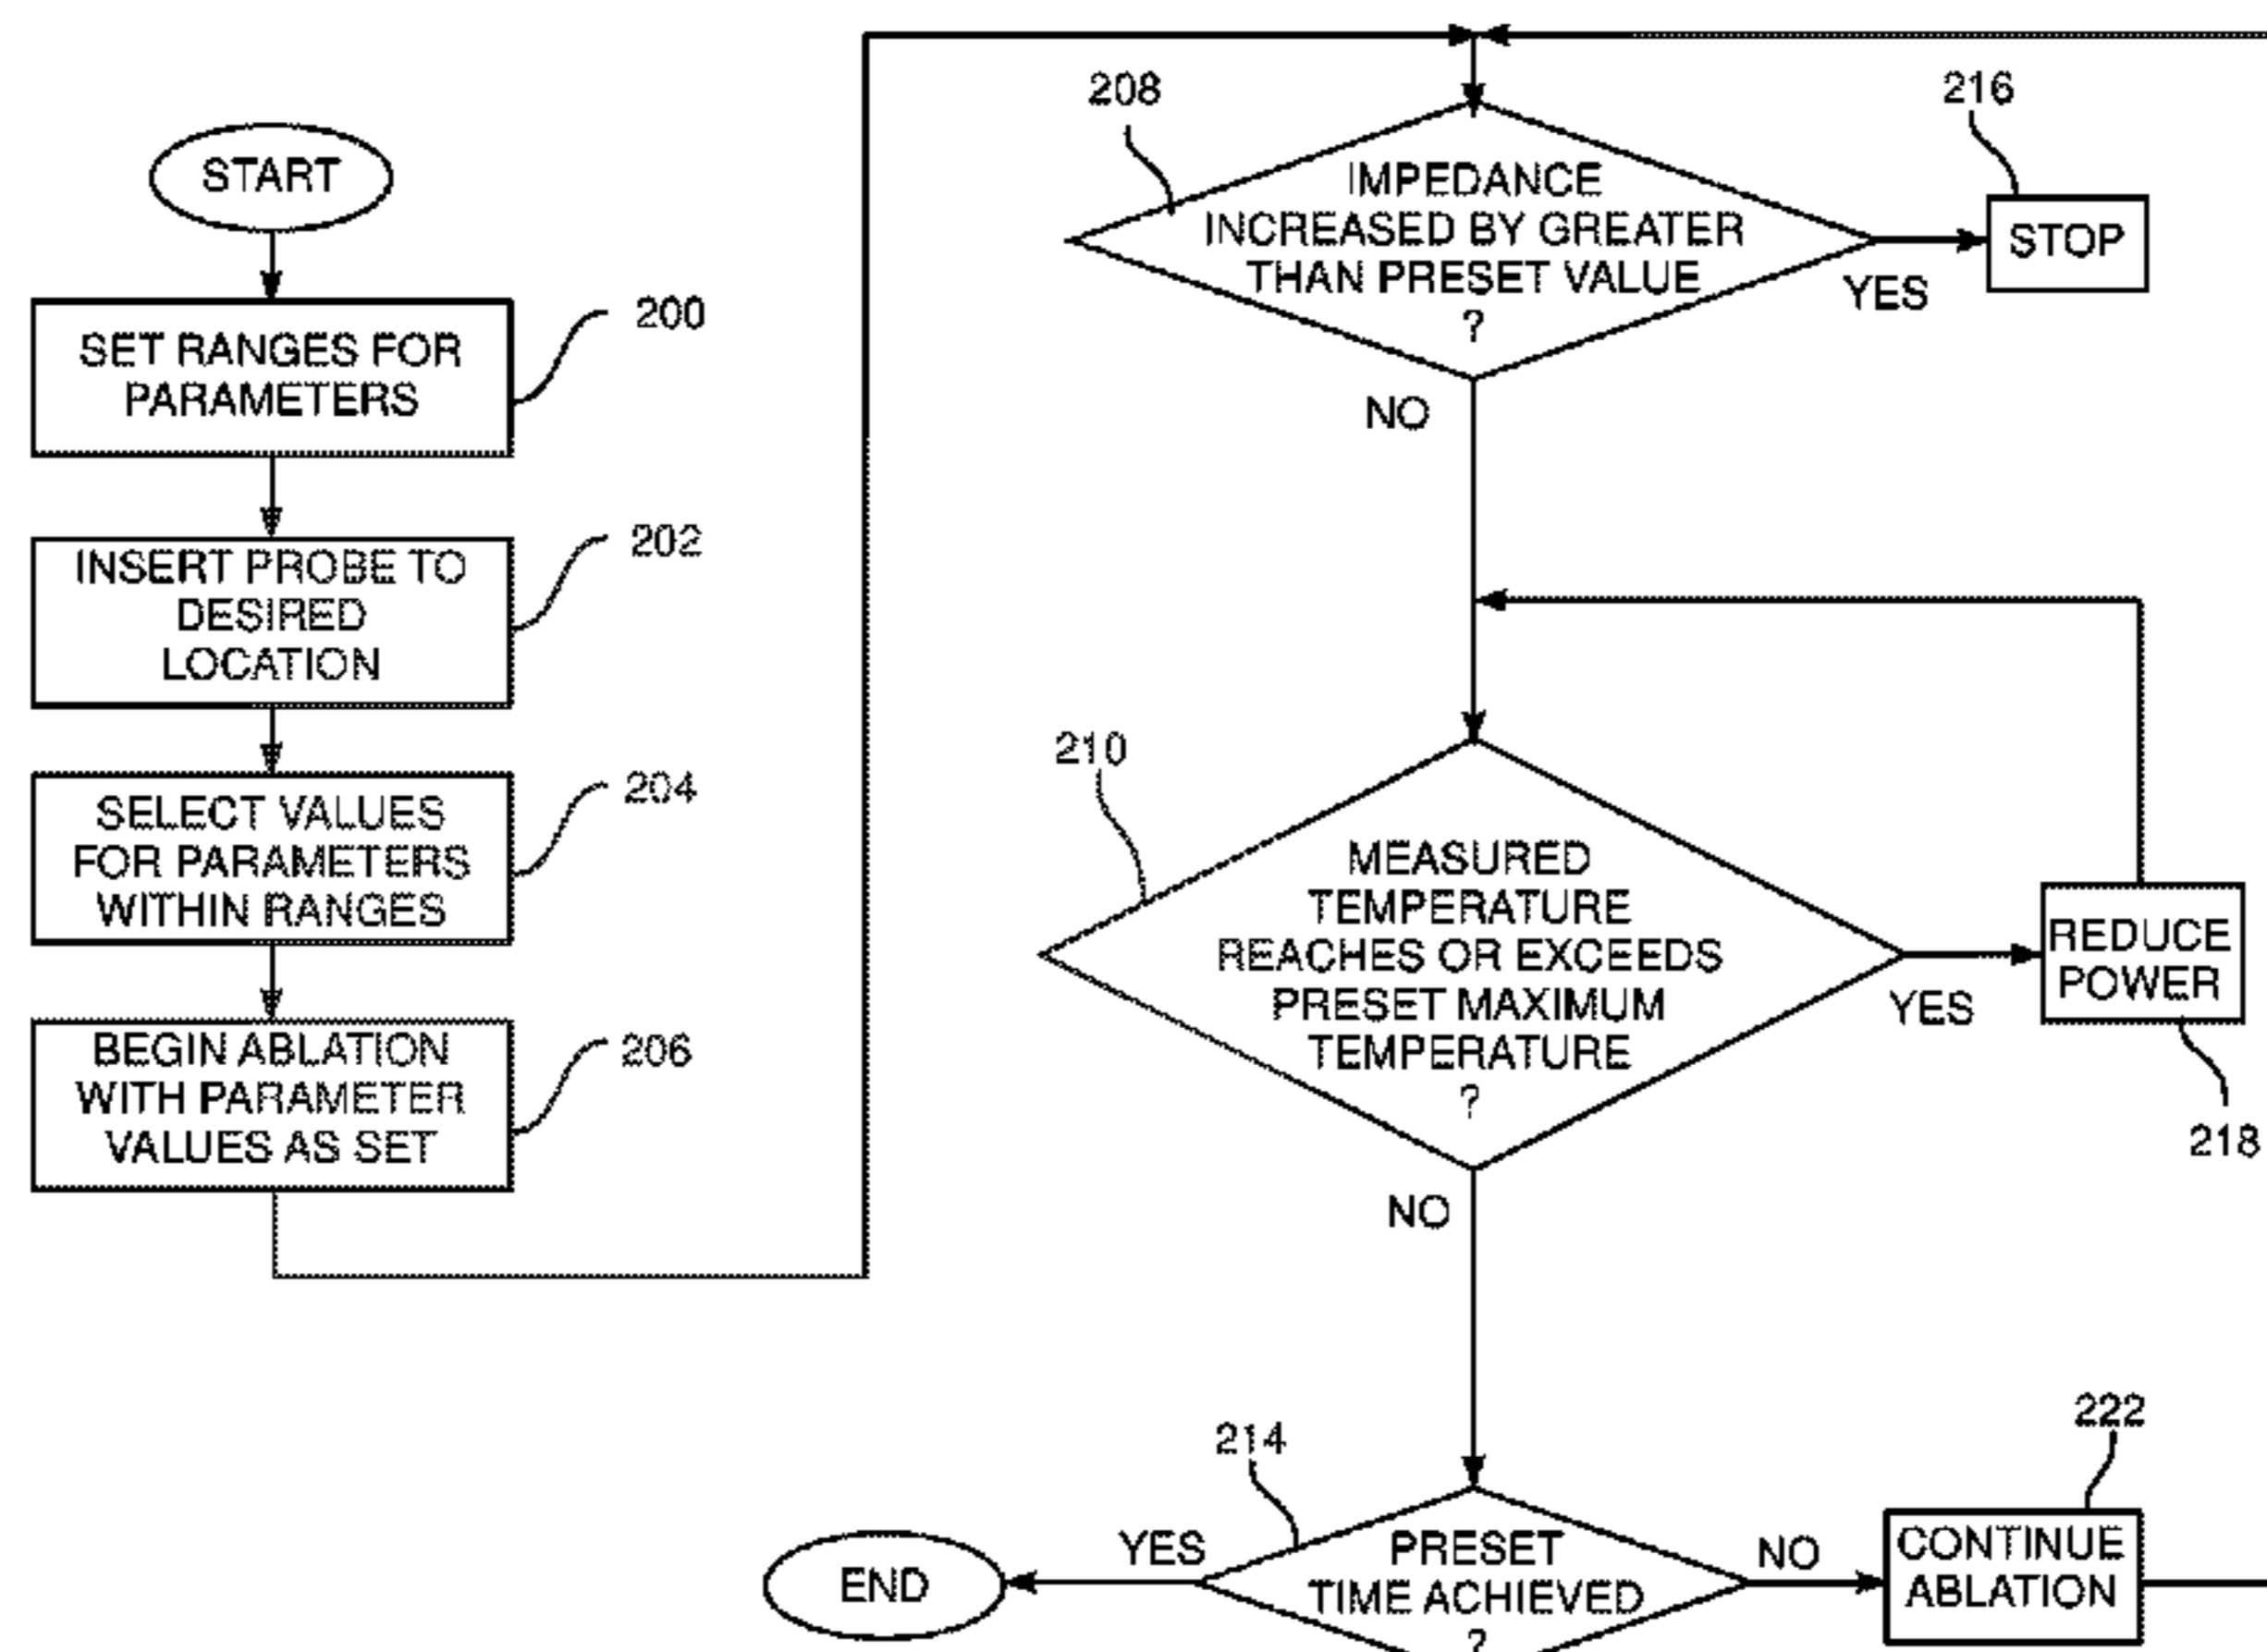 START
SET RANGES FOR
PARAMETERS
200
INSERT PROBE TO
DESIRED
LOCATION
202
SELECT VALUES
FOR PARAMETERS
WITHIN RANGES
204
BEGIN ABLATION
WITH PARAMETER
VALUES AS SET
206
208
IMPEDANCE
INCREASED BY GREATER
THAN PRESET VALUE
?
YES
216
STOP
NO
210
MEASURED
TEMPERATURE
REACHES OR EXCEEDS
PRESET MAXIMUM
TEMPERATURE
?
YES
REDUCE
POWER
218
NO
214
PRESET
TIME ACHIEVED
?
YES
END
NO
222
CONTINUE
ABLATION